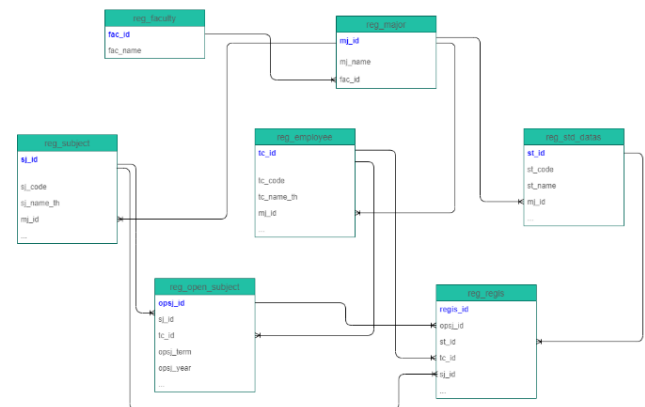 reg_faculty
fac_id
fac_name
reg_major
mj_id
mj_name
fac_id
reg_subject
sj_id
sj_code
sj_name_th
mj_id
...
reg_employee
tc_id
tc_code
tc_name_th
mj_id
...
reg_std_datas
st_id
st_code
st_name
mj_id
...
reg_open_subject
opsj_id
sj_id
tc_id
opsj_term
opsj_year
...
reg_regis
regis_id
opsj_id
st_id
tc_id
sj_id
...